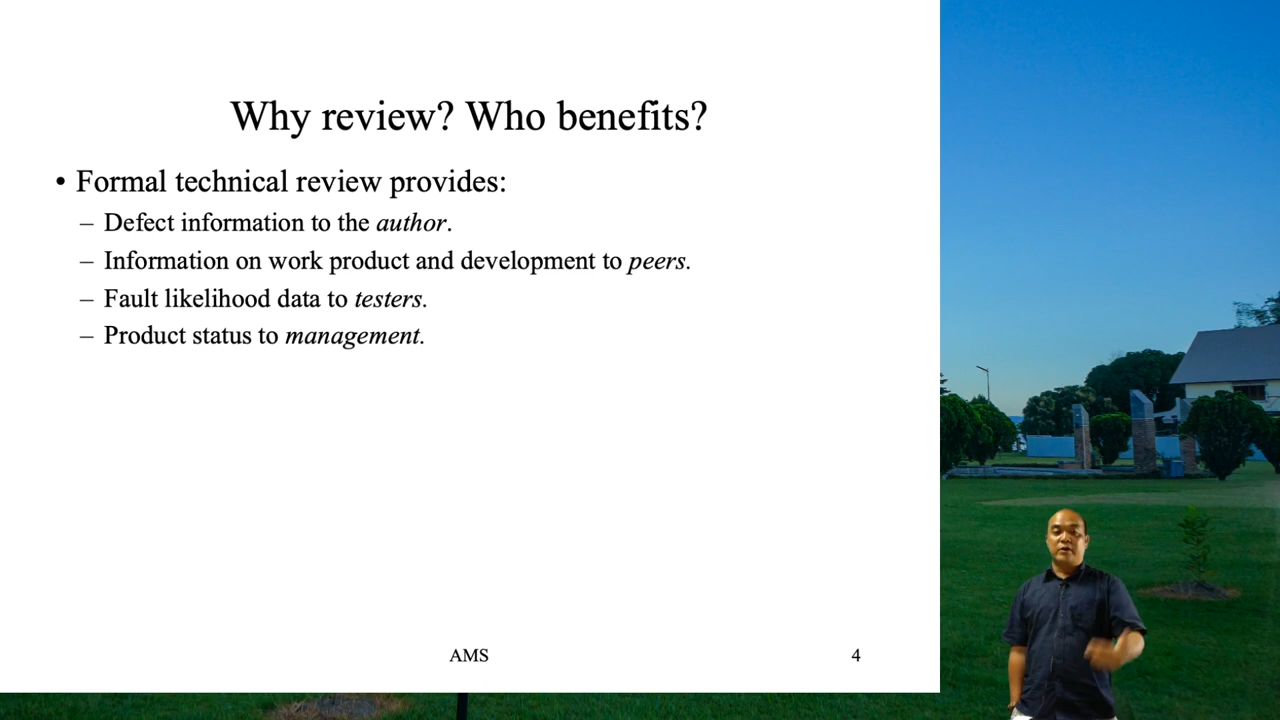 Why review? Who benefits?
• Formal technical review provides:
– Defect information to the author.
– Information on work product and development to peers.
– Fault likelihood data to testers.
– Product status to management.
AMS
4